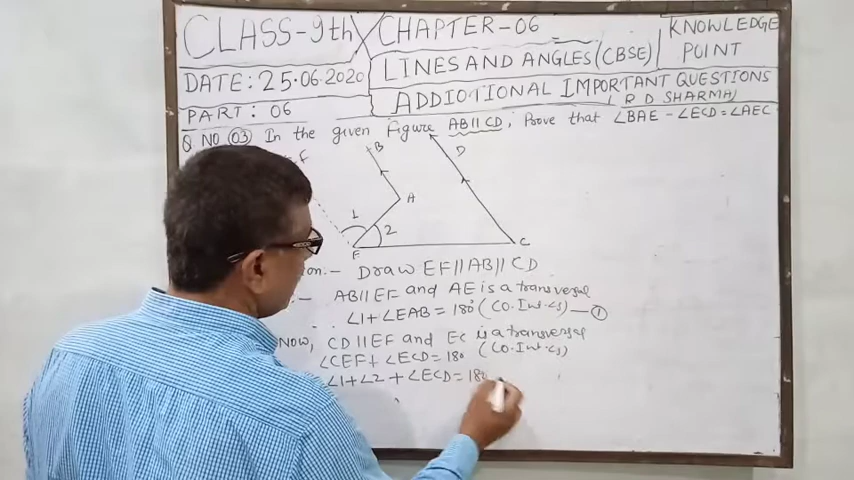 CLASS-9th CHAPTER-06
KNOWLEDGE POINT
DATE: 25.06.2020
LINES AND ANGLES (CBSE)
PART: 06
ADDIOTIONAL IMPORTANT QUESTIONS
(R D SHARMA)
Q NO 03 In the given Figure AB||CD, Prove that ∠BAE - ∠ECD = ∠AEC
F
B
D
A
1
2
E
C
on:- Draw EF||AB||CD
:- AB||EF and AE is a transversal
∠1+∠EAB = 180° (CO.Int.∠s) — 1
Now, CD||EF and EC is a transversal
∠CEF + ∠ECD = 180 (CO.Int.∠s)
∠1+∠2 + ∠ECD = 180